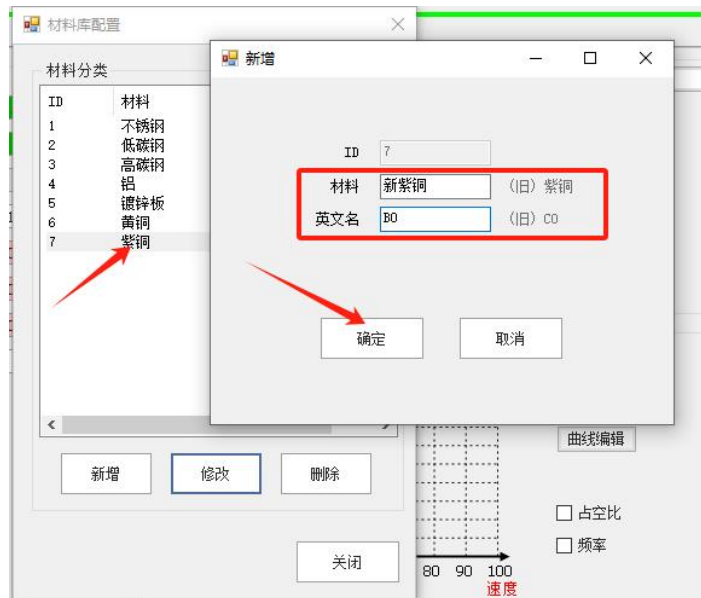 材料库配置
材料分类
ID 材料
1 不锈钢
2 低碳钢
3 高碳钢
4 铝
5 镀锌板
6 黄铜
7 紫铜
新增 修改 删除
关闭
新增
ID 7
材料 新紫铜 (旧) 紫铜
英文名 BO (旧) CO
确定 取消
曲线编辑
占空比
频率
80 90 100
速度